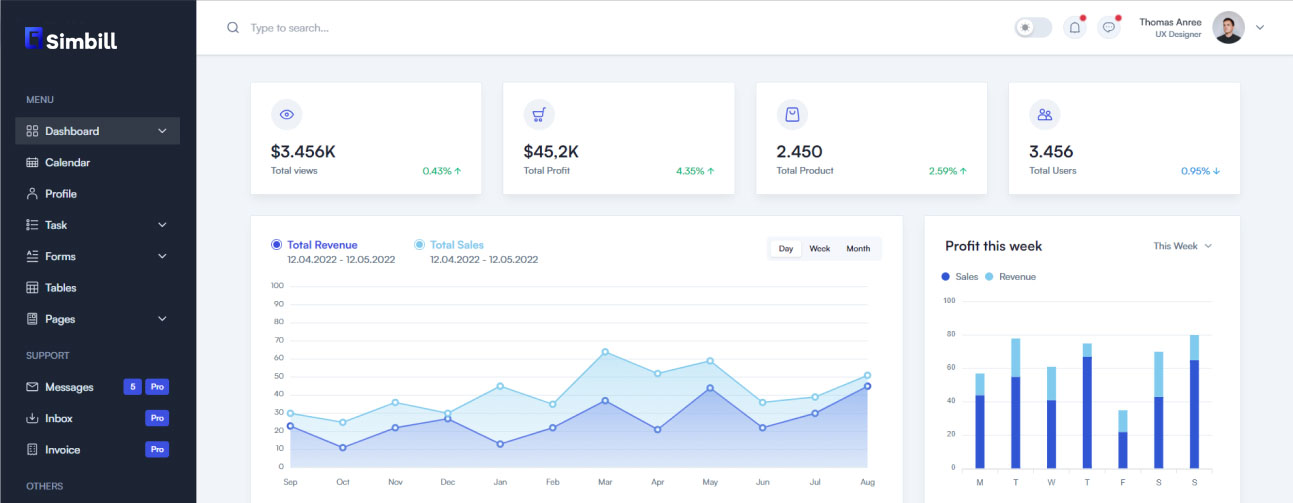 Simbill
MENU
Dashboard
Calendar
Profile
Task
Forms
Tables
Pages
SUPPORT
Messages 5 Pro
Inbox Pro
Invoice Pro
OTHERS
Type to search...
Thomas Anree
UX Designer
$3.456K
Total views 0.43%
$45,2K
Total Profit 4.35%
2.450
Total Product 2.59%
3.456
Total Users 0.95%
Total Revenue
12.04.2022 - 12.05.2022
Total Sales
12.04.2022 - 12.05.2022
Day Week Month
100
90
80
70
60
50
40
30
20
10
0
Sep Oct Nov Dec Jan Feb Mar Apr May Jun Jul Aug
Profit this week This Week
Sales Revenue
100
80
60
40
20
0
M T W T F S S